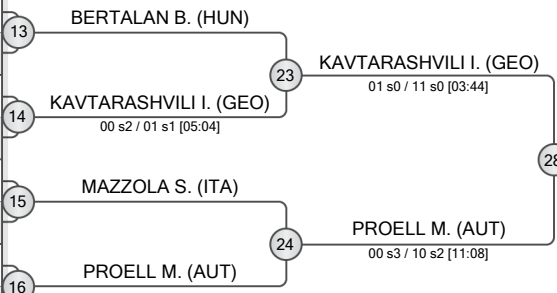 BERTALAN B. (HUN)
13
23
KAVTARASHVILI I. (GEO)
01 s0 / 11 s0 [03:44]
KAVTARASHVILI I. (GEO)
14
00 s2 / 01 s1 [05:04]
28
MAZZOLA S. (ITA)
15
24
PROELL M. (AUT)
00 s3 / 10 s2 [11:08]
PROELL M. (AUT)
16